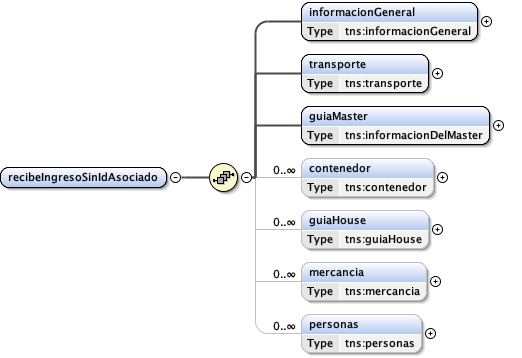 informacionGeneral
Type tns:informacionGeneral
transporte
Type tns:transporte
guiaMaster
Type tns:informacionDelMaster
recibeIngresoSinIdAsociado
0..∞
contenedor
Type tns:contenedor
0..∞
guiaHouse
Type tns:guiaHouse
0..∞
mercancia
Type tns:mercancia
0..∞
personas
Type tns:personas